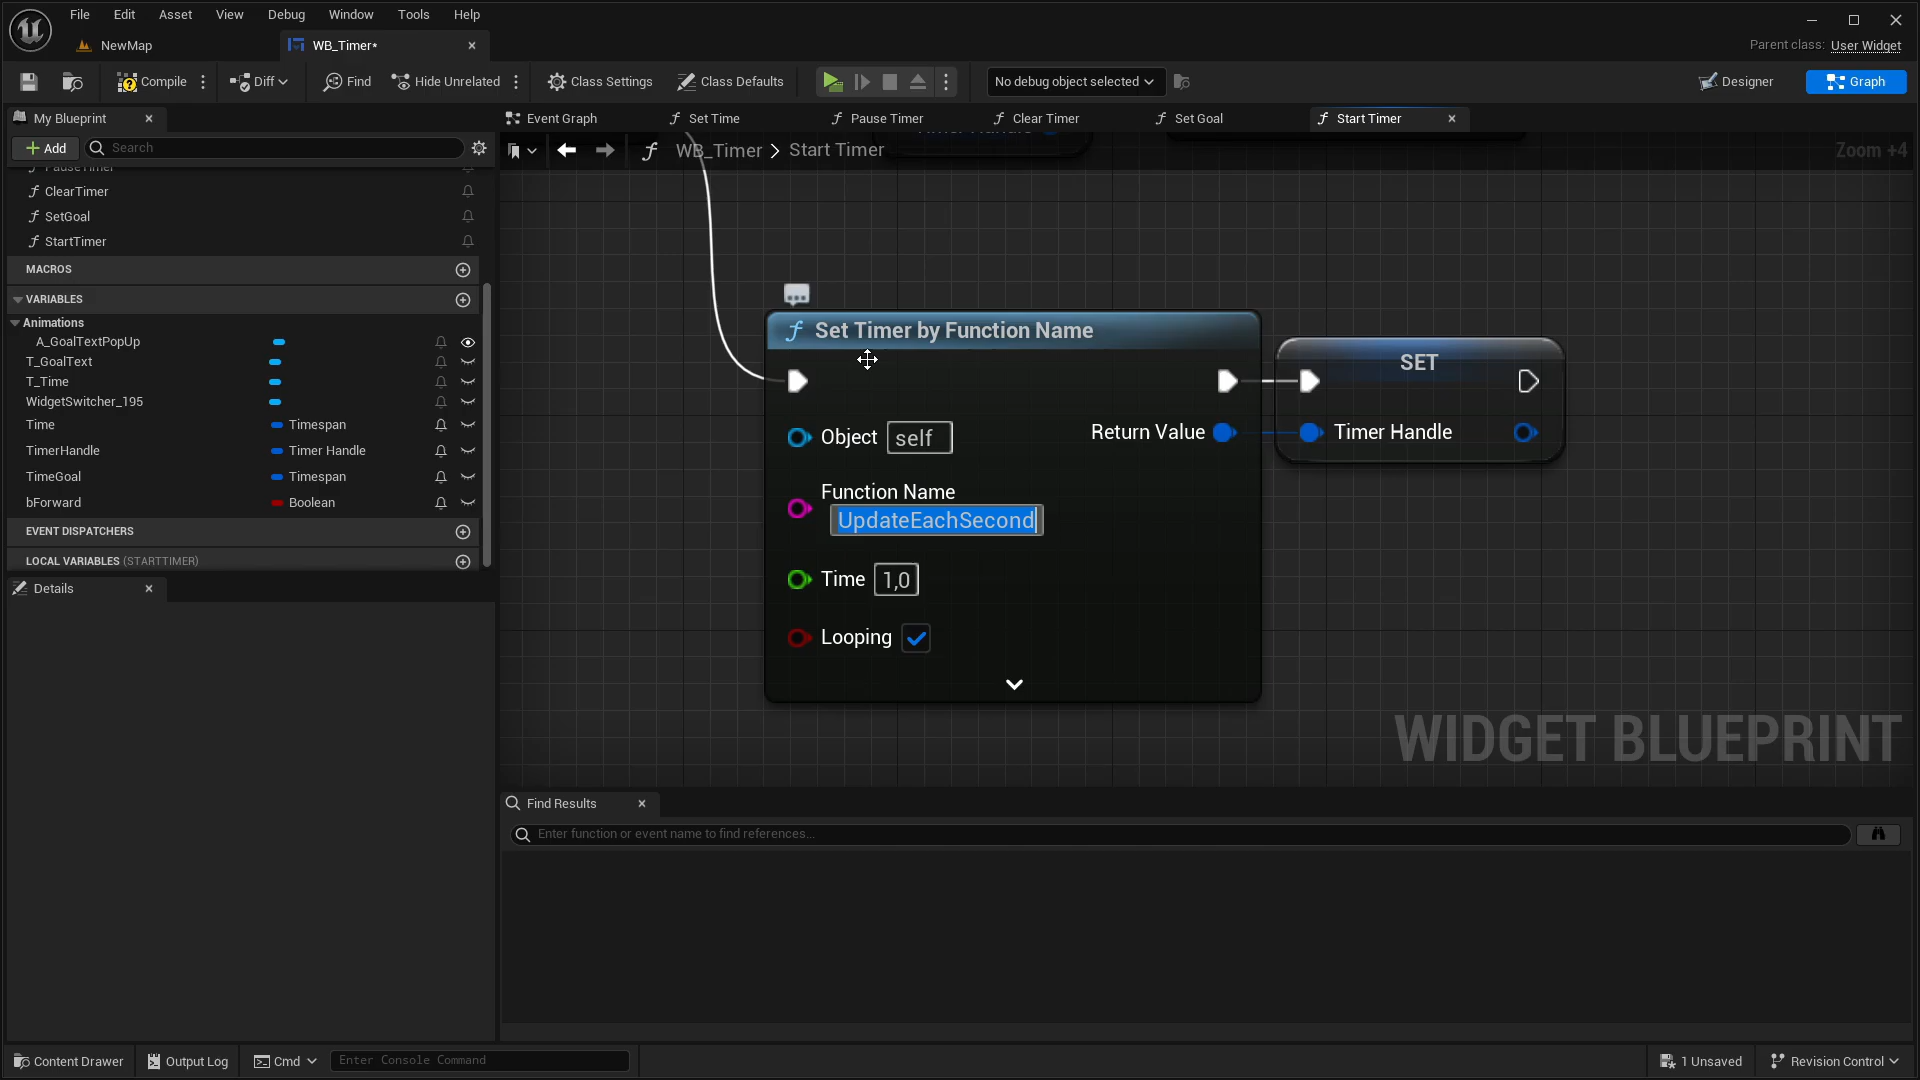 File Edit Asset View Debug Window Tools Help
NewMap
WB_Timer*
Parent class: User Widget
Compile
Diff
Find
Hide Unrelated
Class Settings
Class Defaults
No debug object selected
Designer
Graph
My Blueprint
Event Graph
Set Time
Pause Timer
Clear Timer
Set Goal
Start Timer
Add
Search
WB_Timer > Start Timer
Zoom +4
PauseTimer
ClearTimer
SetGoal
StartTimer
MACROS
VARIABLES
Animations
A_GoalTextPopUp
T_GoalText
T_Time
WidgetSwitcher_195
Time Timespan
TimerHandle Timer Handle
TimeGoal Timespan
bForward Boolean
EVENT DISPATCHERS
LOCAL VARIABLES (STARTTIMER)
Details
Timer Handle
Set Timer by Function Name
Object self
Return Value
Function Name
UpdateEachSecond
Time 1,0
Looping
SET
Timer Handle
WIDGET BLUEPRINT
Find Results
Enter function or event name to find references...
Content Drawer
Output Log
Cmd
Enter Console Command
1 Unsaved
Revision Control